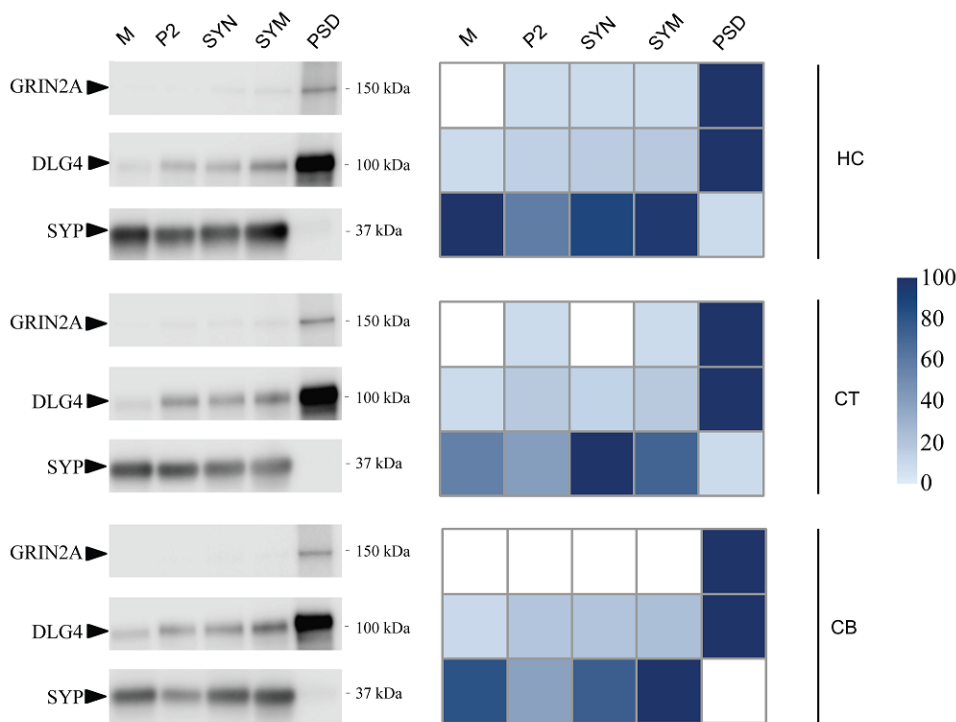 M P2 SYN SYM PSD M P2 SYN SYM PSD
GRIN2A - 150 kDa
DLG4 - 100 kDa
SYP - 37 kDa
HC
GRIN2A - 150 kDa
DLG4 - 100 kDa
SYP - 37 kDa
CT
100
80
60
40
20
0
GRIN2A - 150 kDa
DLG4 - 100 kDa
SYP - 37 kDa
CB